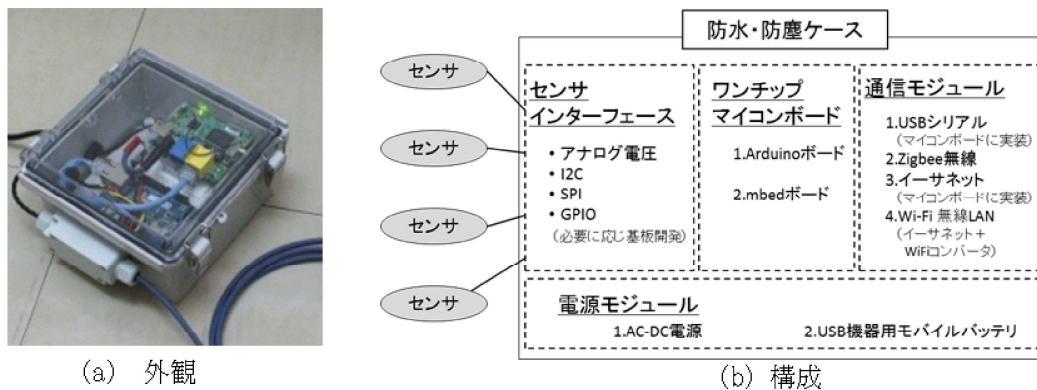 防水・防塵ケース
センサ
センサ
センサ
センサ
センサ
インターフェース
・アナログ電圧
・I2C
・SPI
・GPIO
(必要に応じ基板開発)
ワンチップ
マイコンボード
1.Arduinoボード
2.mbedボード
通信モジュール
1.USBシリアル
(マイコンボードに実装)
2.Zigbee無線
3.イーサネット
(マイコンボードに実装)
4.Wi-Fi 無線LAN
(イーサネット+
WiFiコンバータ)
電源モジュール
1.AC-DC電源
2.USB機器用モバイルバッテリ
(a) 外観
(b) 構成